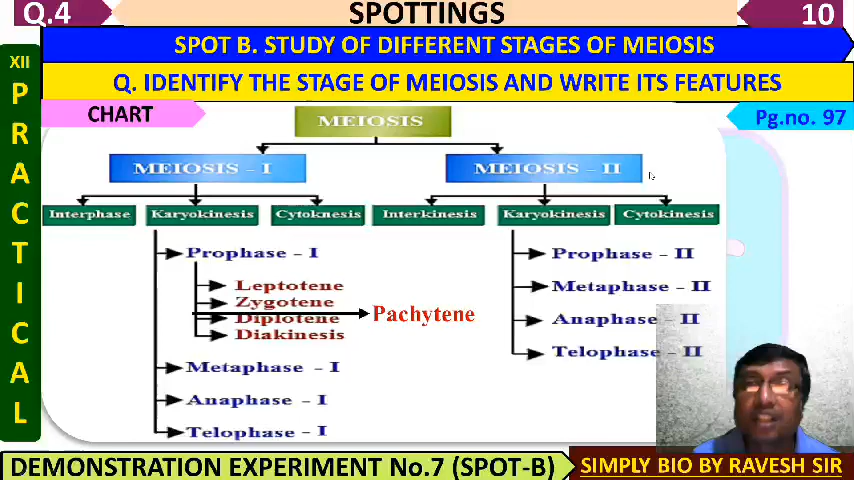 Q.4
SPOTTINGS
10
SPOT B. STUDY OF DIFFERENT STAGES OF MEIOSIS
XII
PRACTICAL
Q. IDENTIFY THE STAGE OF MEIOSIS AND WRITE ITS FEATURES
CHART
Pg.no. 97
MEIOSIS
MEIOSIS - I
MEIOSIS - II
Interphase
Karyokinesis
Cytoknesis
Interkinesis
Karyokinesis
Cytokinesis
Prophase - I
Leptotene
Zygotene
Pachytene
Diplotene
Diakinesis
Metaphase - I
Anaphase - I
Telophase - I
Prophase - II
Metaphase - II
Anaphase - II
Telophase - II
DEMONSTRATION EXPERIMENT No.7 (SPOT-B)
SIMPLY BIO BY RAVESH SIR